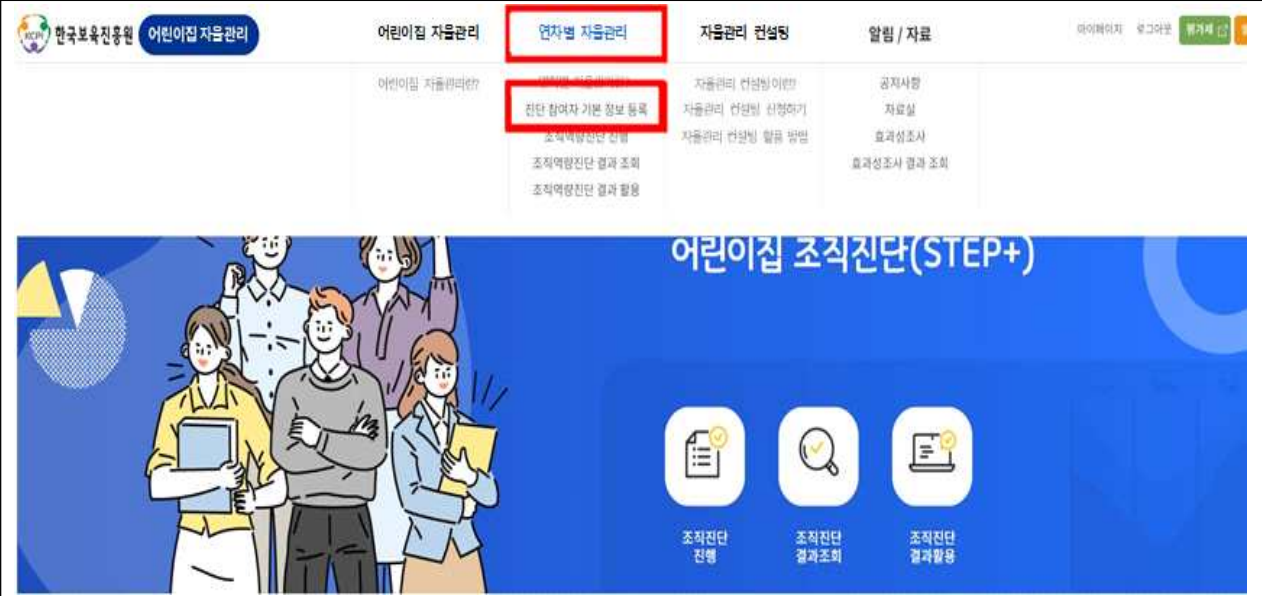 한국보육진흥원 어린이집 자율관리
어린이집 자율관리 연차별 자율관리 자율관리 컨설팅 알림 / 자료
마이페이지 로그아웃 평가제
어린이집 자율관리란?
진단 참여자 기본 정보 등록
조직역량진단 진행
조직역량진단 결과 조회
조직역량진단 결과 활용
자율관리 컨설팅이란?
자율관리 컨설팅 신청하기
자율관리 컨설팅 활용 방법
공지사항
자료실
효과성조사
효과성조사 결과 조회
어린이집 조직진단(STEP+)
조직진단
진행
조직진단
결과조회
조직진단
결과활용